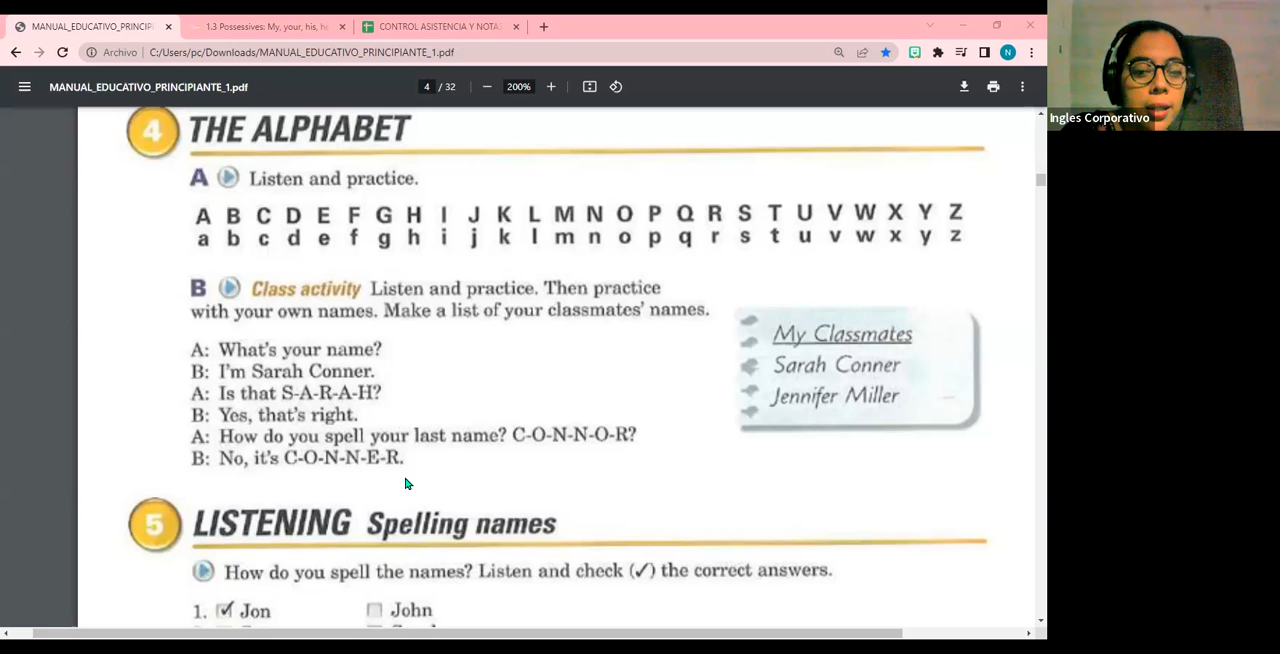 MANUAL_EDUCATIVO_PRINCIP
1.3 Possessives: My, your, his, he
CONTROL ASISTENCIA Y NOTA
Archivo
C:/Users/pc/Downloads/MANUAL_EDUCATIVO_PRINCIPIANTE_1.pdf
N
MANUAL_EDUCATIVO_PRINCIPIANTE_1.pdf
4 / 32
200%
Ingles Corporativo
4 THE ALPHABET
A Listen and practice.
A B C D E F G H I J K L M N O P Q R S T U V W X Y Z
a b c d e f g h i j k l m n o p q r s t u v w x y z
B Class activity Listen and practice. Then practice
with your own names. Make a list of your classmates' names.
A: What's your name?
B: I'm Sarah Conner.
A: Is that S-A-R-A-H?
B: Yes, that's right.
A: How do you spell your last name? C-O-N-N-O-R?
B: No, it's C-O-N-N-E-R.
My Classmates
Sarah Conner
Jennifer Miller
5 LISTENING Spelling names
How do you spell the names? Listen and check (✓) the correct answers.
1. ✓ Jon
John